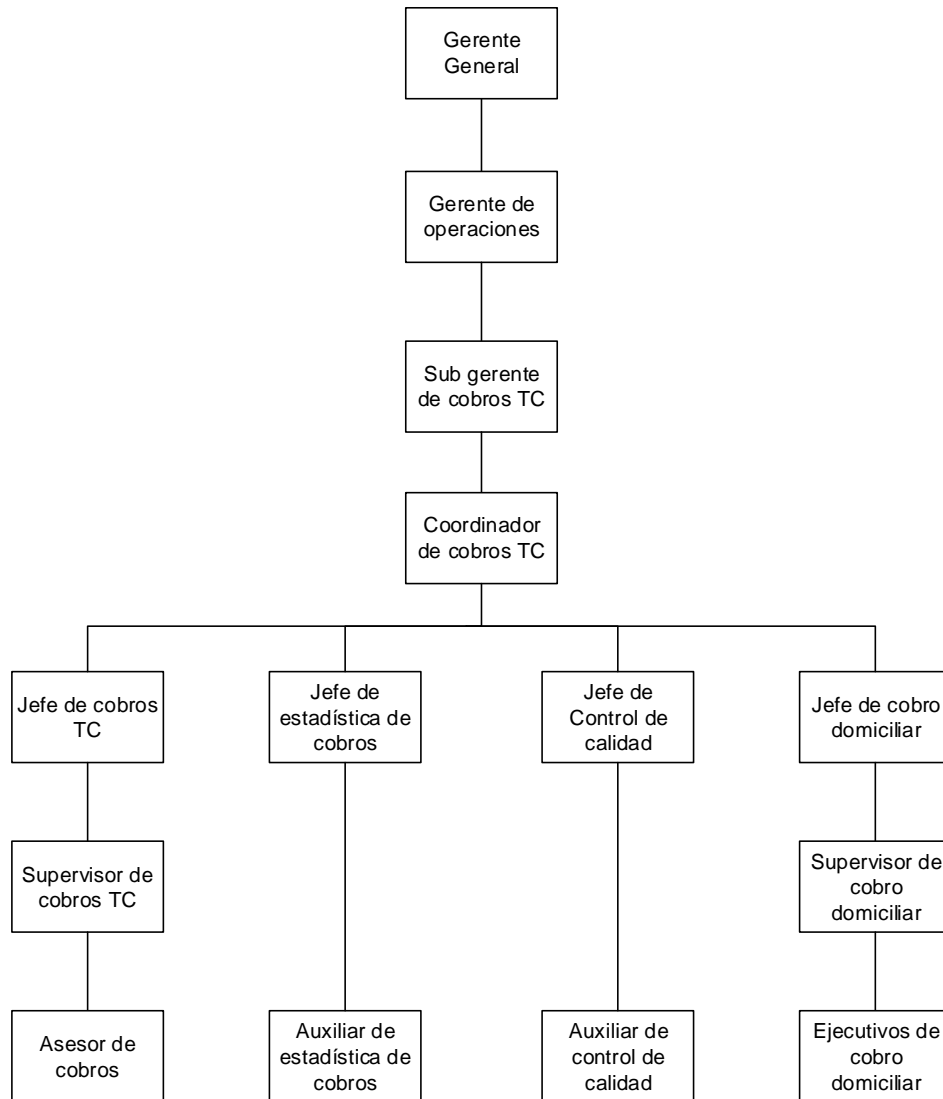 Gerente
General
Gerente de
operaciones
Sub gerente
de cobros TC
Coordinador
de cobros TC
Jefe de cobros
TC
Jefe de
estadística de
cobros
Jefe de
Control de
calidad
Jefe de cobro
domiciliar
Supervisor de
cobros TC
Supervisor de
cobro
domiciliar
Asesor de
cobros
Auxiliar de
estadística de
cobros
Auxiliar de
control de
calidad
Ejecutivos de
cobro
domiciliar